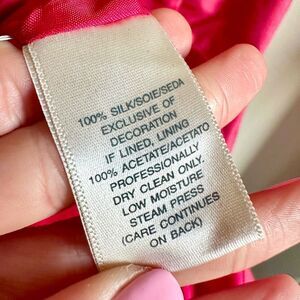 100% SILK/SOIE/SEDA
EXCLUSIVE OF
DECORATION
IF LINED, LINING
100% ACETATE/ACETATO
PROFESSIONALLY
DRY CLEAN ONLY.
LOW MOISTURE
STEAM PRESS
(CARE CONTINUES
ON BACK)